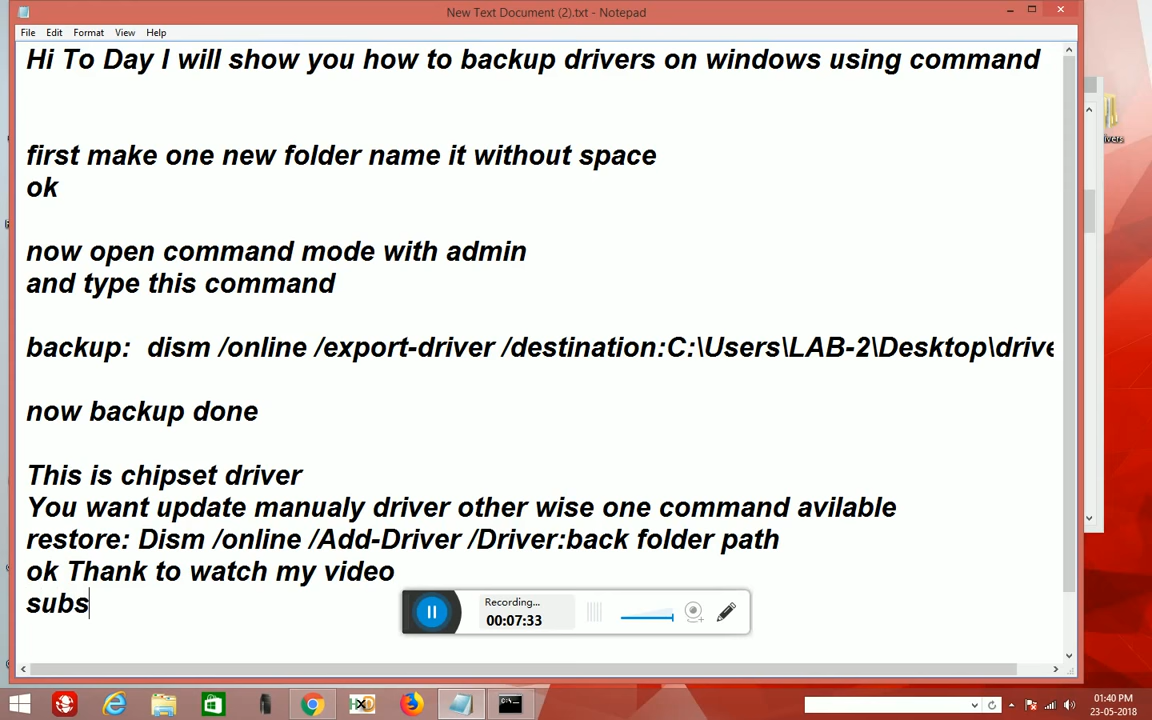 New Text Document (2).txt - Notepad
File Edit Format View Help
Hi To Day I will show you how to backup drivers on windows using command
first make one new folder name it without space
ok
now open command mode with admin
and type this command
backup: dism /online /export-driver /destination:C:\Users\LAB-2\Desktop\drive
now backup done
This is chipset driver
You want update manualy driver other wise one command avilable
restore: Dism /online /Add-Driver /Driver:back folder path
ok Thank to watch my video
subs
Recording...
00:07:33
ivers
01:40 PM
23-05-2018